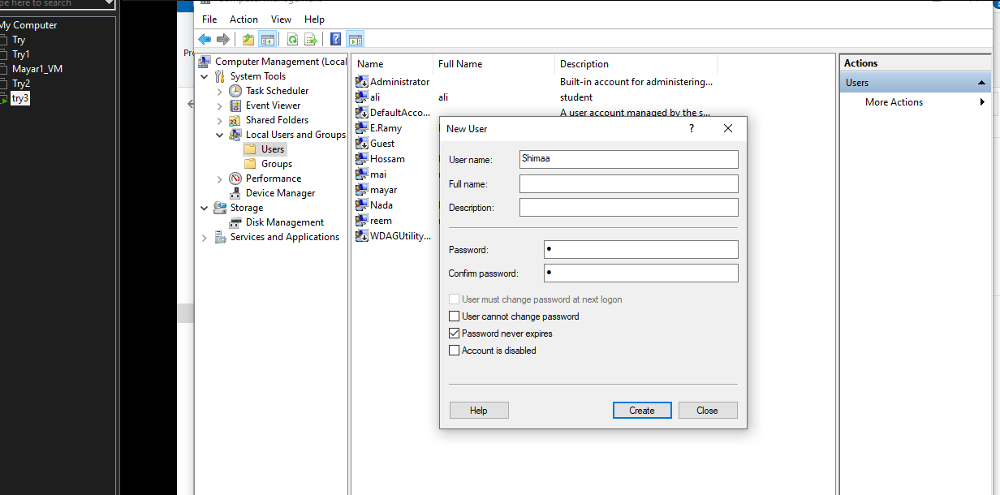 pe here to search
My Computer
Try
Try1
Mayar1_VM
Try2
try3
File Action View Help
Computer Management (Local
System Tools
Task Scheduler
Event Viewer
Shared Folders
Local Users and Groups
Users
Groups
Performance
Device Manager
Storage
Disk Management
Services and Applications
Name Full Name Description
Administrator Built-in account for administering...
ali ali student
DefaultAcco... A user account managed by the s...
E.Ramy
Guest
Hossam
mai
mayar
Nada
reem
WDAGUtility...
New User ?
User name: Shimaa
Full name:
Description:
Password:
Confirm password:
User must change password at next logon
User cannot change password
Password never expires
Account is disabled
Help Create Close
Actions
Users
More Actions